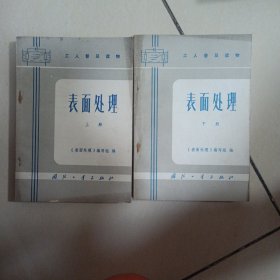 工人普及读物
表面处理
上册
《表面处理》编写组 编
国防工业出版社
工人普及读物
表面处理
下册
《表面处理》编写组 编
国防工业出版社